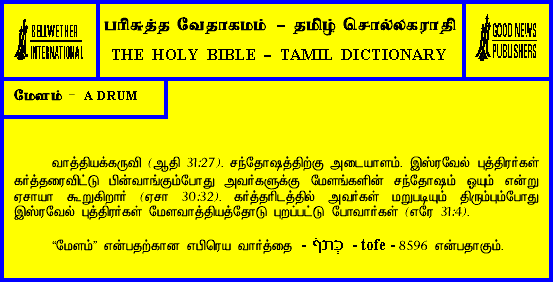 BELLWETHER
INTERNATIONAL
பரிசுத்த வேதாகமம் – தமிழ் சொல்லகராதி
THE HOLY BIBLE – TAMIL DICTIONARY
GOOD NEWS
PUBLISHERS
மேளம் – A DRUM
வாத்தியக்கருவி (ஆதி 31:27). சந்தோஷத்திற்கு அடையாளம். இஸ்ரவேல் புத்திரர்கள்
கர்த்தரைவிட்டு பின்வாங்கும்போது அவர்களுக்கு மேளங்களின் சந்தோஷம் ஓயும் என்று
ஏசாயா கூறுகிறார் (ஏசா 30:32). கர்த்தரிடத்தில் அவர்கள் மறுபடியும் திரும்பும்போது
இஸ்ரவேல் புத்திரர்கள் மேளவாத்தியத்தோடு புறப்பட்டு போவார்கள் (எரே 31:4).
“மேளம்” என்பதற்கான எபிரெய வார்த்தை - - tofe - 8596 என்பதாகும்.